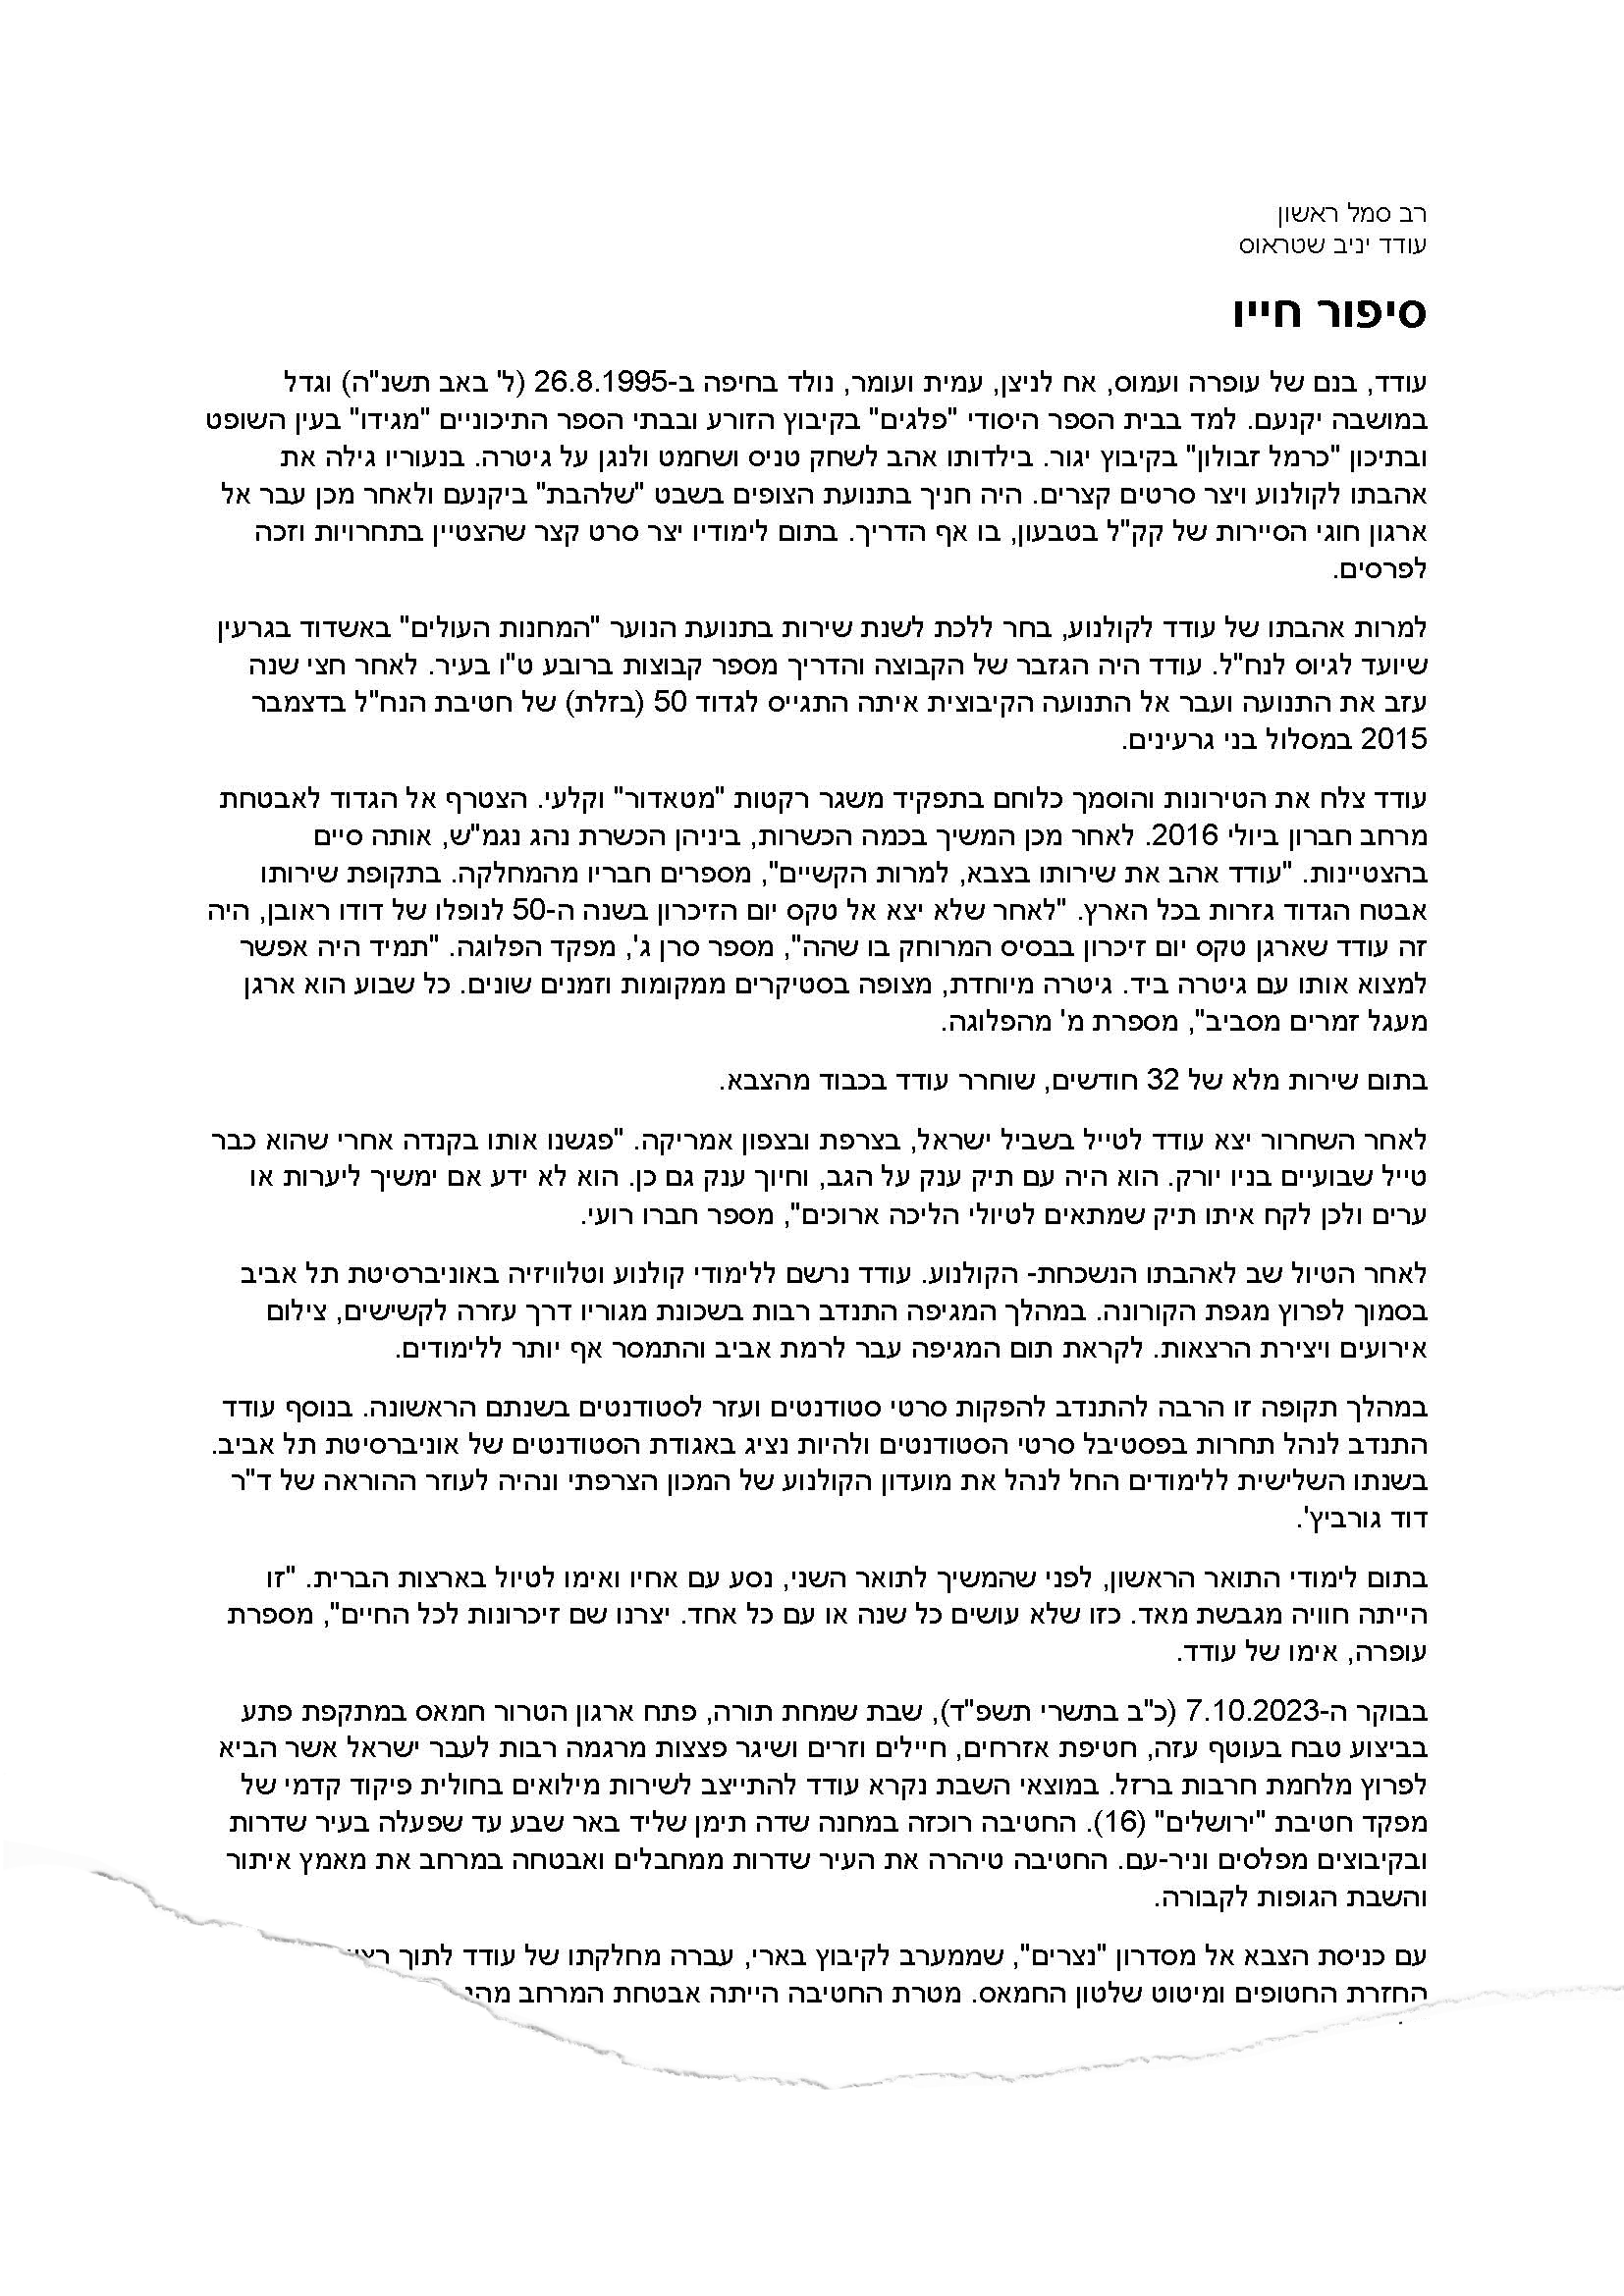 רב סמל ראשון
עודד יניב שטראוס
סיפור חייו
עודד, בנם של עופרה ועמוס, אח לניצן, עמית ועומר, נולד בחיפה ב-26.8.1995 (ל' באב תשנ"ה) וגדל
במושבה יקנעם. למד בבית הספר היסודי "פלגים" בקיבוץ הזורע ובבתי הספר התיכוניים "מגידו" בעין השופט
ובתיכון "כרמל זבולון" בקיבוץ יגור. בילדותו אהב לשחק טניס ושחמט ולנגן על גיטרה. בנעוריו גילה את
אהבתו לקולנוע ויצר סרטים קצרים. היה חניך בתנועת הצופים בשבט "שלהבת" ביקנעם ולאחר מכן עבר אל
ארגון חוגי הסיירות של קק"ל בטבעון, בו אף הדריך. בתום לימודיו יצר סרט קצר שהצטיין בתחרויות וזכה
לפרסים.
למרות אהבתו של עודד לקולנוע, בחר ללכת לשנת שירות בתנועת הנוער "המחנות העולים" באשדוד בגרעין
שיועד לגיוס לנח"ל. עודד היה הגזבר של הקבוצה והדריך מספר קבוצות ברובע ט"ו בעיר. לאחר חצי שנה
עזב את התנועה ועבר אל התנועה הקיבוצית איתה התגייס לגדוד 50 (בזלת) של חטיבת הנח"ל בדצמבר
2015 במסלול בני גרעינים.
עודד צלח את הטירונות והוסמך כלוחם בתפקיד משגר רקטות "מטאדור" וקלעי. הצטרף אל הגדוד לאבטחת
מרחב חברון ביולי 2016. לאחר מכן המשיך בכמה הכשרות, ביניהן הכשרת נהג נגמ"ש, אותה סיים
בהצטיינות. "עודד אהב את שירותו בצבא, למרות הקשיים", מספרים חבריו מהמחלקה. בתקופת שירותו
אבטח הגדוד גזרות בכל הארץ. "לאחר שלא יצא אל טקס יום הזיכרון בשנה ה-50 לנופלו של דודו ראובן, היה
זה עודד שארגן טקס יום זיכרון בבסיס המרוחק בו שהה", מספר סרן ג', מפקד הפלוגה. "תמיד היה אפשר
למצוא אותו עם גיטרה ביד. גיטרה מיוחדת, מצופה בסטיקרים ממקומות וזמנים שונים. כל שבוע הוא ארגן
מעגל זמרים מסביב", מספרת מ' מהפלוגה.
בתום שירות מלא של 32 חודשים, שוחרר עודד בכבוד מהצבא.
לאחר השחרור יצא עודד לטייל בשביל ישראל, בצרפת ובצפון אמריקה. "פגשנו אותו בקנדה אחרי שהוא כבר
טייל שבועיים בניו יורק. הוא היה עם תיק ענק על הגב, וחיוך ענק גם כן. הוא לא ידע אם ימשיך ליערות או
ערים ולכן לקח איתו תיק שמתאים לטיולי הליכה ארוכים", מספר חברו רועי.
לאחר הטיול שב לאהבתו הנשכחת- הקולנוע. עודד נרשם ללימודי קולנוע וטלוויזיה באוניברסיטת תל אביב
בסמוך לפרוץ מגפת הקורונה. במהלך המגיפה התנדב רבות בשכונת מגוריו דרך עזרה לקשישים, צילום
אירועים ויצירת הרצאות. לקראת תום המגיפה עבר לרמת אביב והתמסר אף יותר ללימודים.
במהלך תקופה זו הרבה להתנדב להפקות סרטי סטודנטים ועזר לסטודנטים בשנתם הראשונה. בנוסף עודד
התנדב לנהל תחרות בפסטיבל סרטי הסטודנטים ולהיות נציג באגודת הסטודנטים של אוניברסיטת תל אביב.
בשנתו השלישית ללימודים החל לנהל את מועדון הקולנוע של המכון הצרפתי ונהיה לעוזר ההוראה של ד"ר
דוד גורביץ'.
בתום לימודי התואר הראשון, לפני שהמשיך לתואר השני, נסע עם אחיו ואימו לטיול בארצות הברית. "זו
הייתה חוויה מגבשת מאד. כזו שלא עושים כל שנה או עם כל אחד. יצרנו שם זיכרונות לכל החיים", מספרת
עופרה, אימו של עודד.
בבוקר ה-7.10.2023 (כ"ב בתשרי תשפ"ד), שבת שמחת תורה, פתח ארגון הטרור חמאס במתקפת פתע
בביצוע טבח בעוטף עזה, חטיפת אזרחים, חיילים וזרים ושיגר פצצות מרגמה רבות לעבר ישראל אשר הביא
לפרוץ מלחמת חרבות ברזל. במוצאי השבת נקרא עודד להתייצב לשירות מילואים בחולית פיקוד קדמי של
מפקד חטיבת "ירושלים" (16). החטיבה רוכזה במחנה שדה תימן שליד באר שבע עד שפעלה בעיר שדרות
ובקיבוצים מפלסים וניר-עם. החטיבה טיהרה את העיר שדרות ממחבלים ואבטחה במרחב את מאמץ איתור
והשבת הגופות לקבורה.
עם כניסת הצבא אל מסדרון "נצרים", שממערב לקיבוץ בארי, עברה מחלקתו של עודד לתוך
החזרת החטופים ומיטוט שלטון החמאס. מטרת החטיבה הייתה אבטחת המרחב